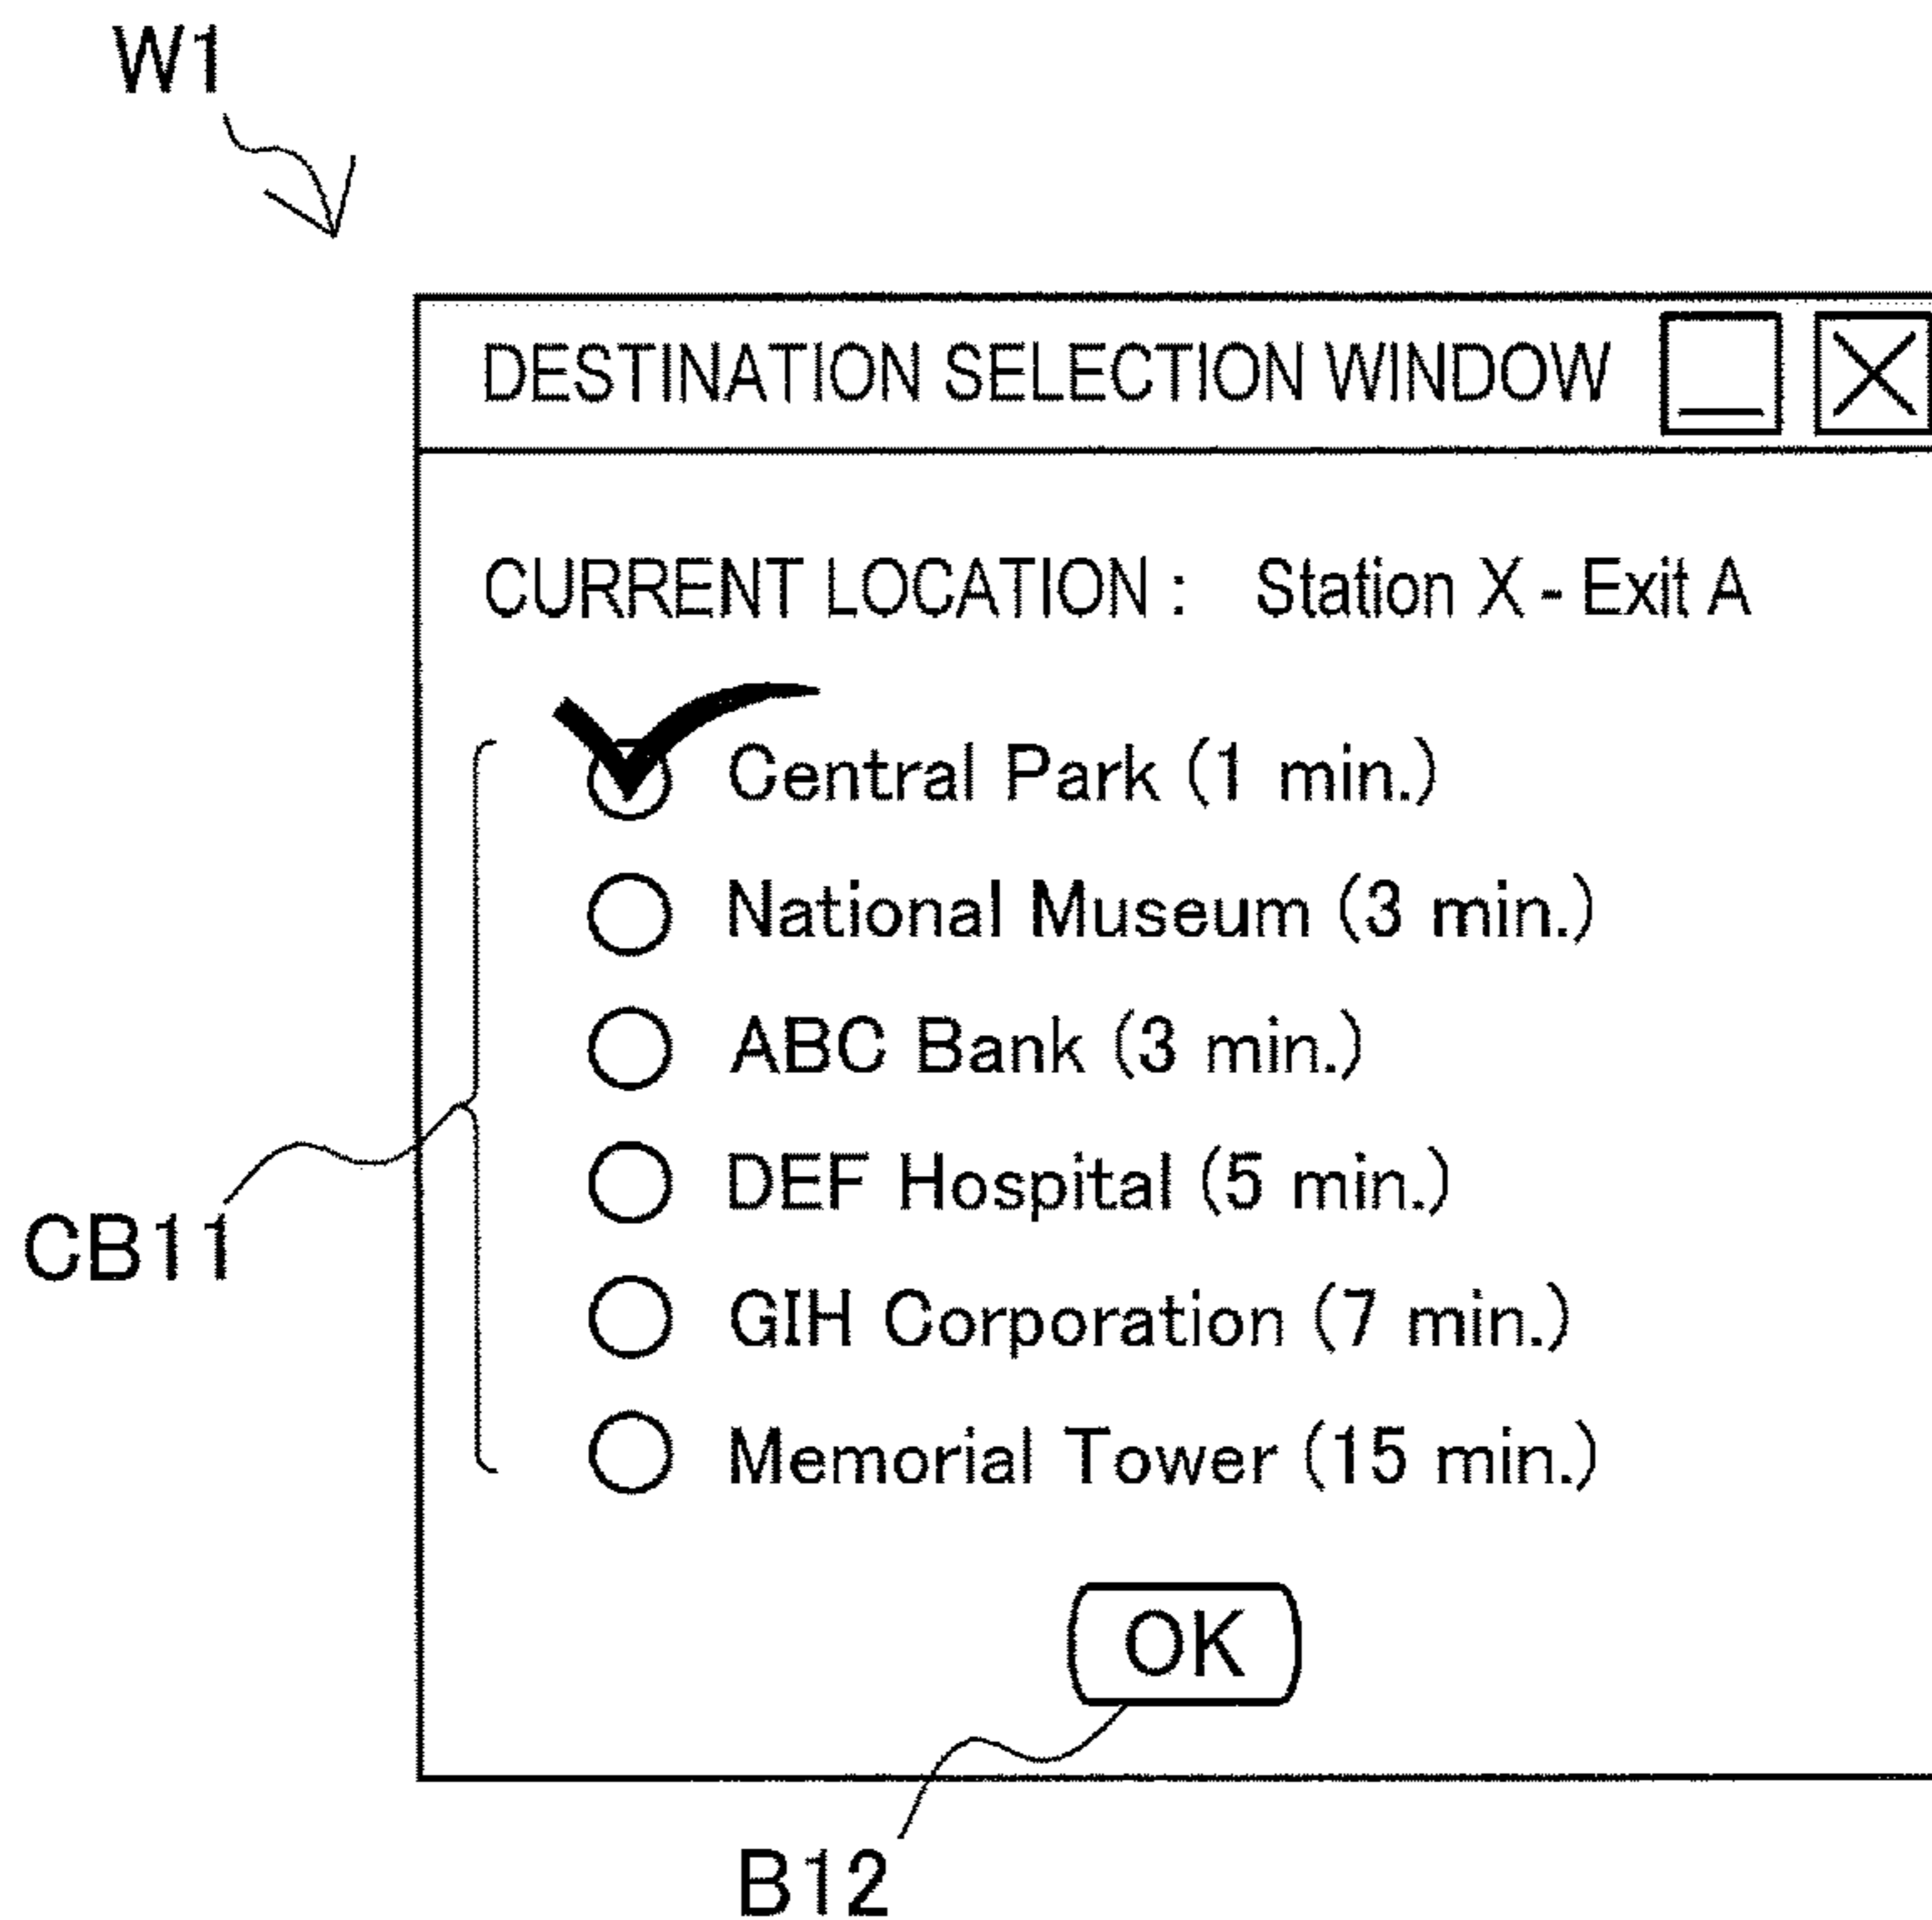 W1
DESTINATION SELECTION WINDOW
CURRENT LOCATION : Station X - Exit A
Central Park (1 min.)
National Museum (3 min.)
ABC Bank (3 min.)
DEF Hospital (5 min.)
CB11
GIH Corporation (7 min.)
Memorial Tower (15 min.)
OK
B12